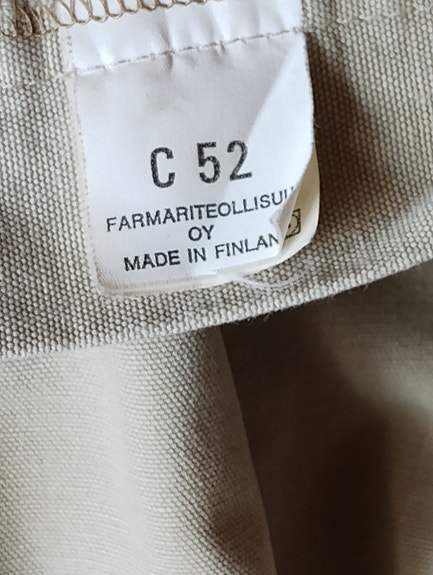 C 52
FARMARITEOLLISUU
OY
MADE IN FINLAN